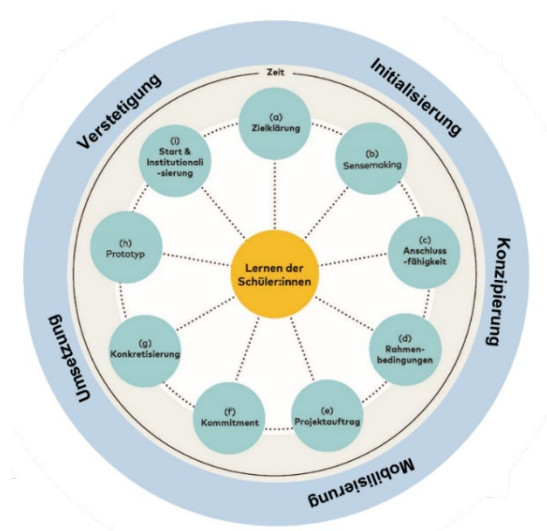 Zeit
Initialisierung
Konzipierung
Mobilisierung
Umsetzung
Verstetigung
(a)
Zielklärung
(b)
Sensemaking
(c)
Anschluss
-fähigkeit
(d)
Rahmen-
bedingungen
(e)
Projektauftrag
(f)
Kommitment
(g)
Konkretisierung
(h)
Prototyp
(i)
Start &
Institutionali
-sierung
Lernen der
Schüler:innen